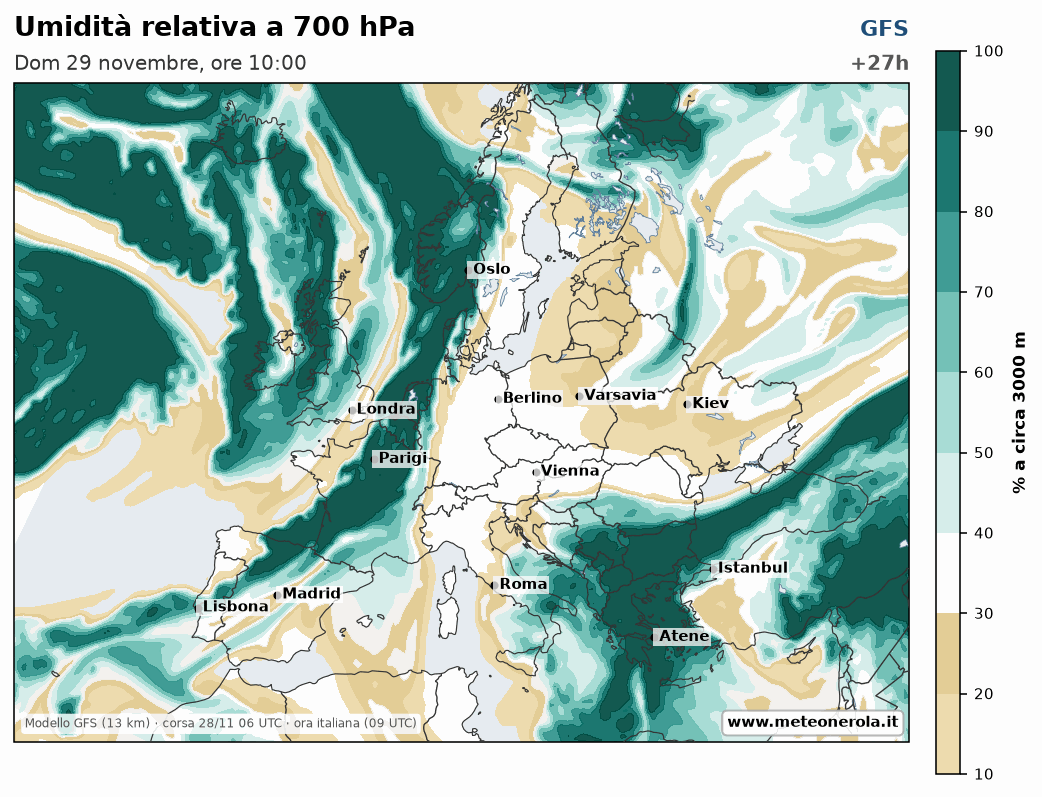 Umidità relativa a 700 hPa
GFS
Dom 29 novembre, ore 10:00
+27h
100
90
80
70
60
50
40
30
20
10
% a circa 3000 m
Oslo
Londra
Berlino
Varsavia
Kiev
Parigi
Vienna
Istanbul
Roma
Madrid
Lisbona
Atene
Modello GFS (13 km) · corsa 28/11 06 UTC · ora italiana (09 UTC)
www.meteonerola.it